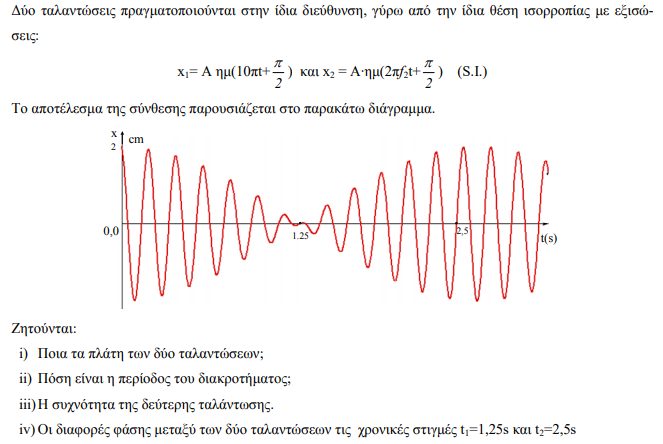 Δύο ταλαντώσεις πραγματοποιούνται στην ίδια διεύθυνση, γύρω από την ίδια θέση ισορροπίας με εξισώ-
σεις:
x₁= Α ημ(10πt+π/2 ) και x₂ = Α·ημ(2πf₂t+π/2 ) (S.I.)
Το αποτέλεσμα της σύνθεσης παρουσιάζεται στο παρακάτω διάγραμμα.
x cm
2
0,0 1.25 2,5 t(s)
Ζητούνται:
i) Ποια τα πλάτη των δύο ταλαντώσεων;
ii) Πόση είναι η περίοδος του διακροτήματος;
iii) Η συχνότητα της δεύτερης ταλάντωσης.
iv) Οι διαφορές φάσης μεταξύ των δύο ταλαντώσεων τις χρονικές στιγμές t₁=1,25s και t₂=2,5s